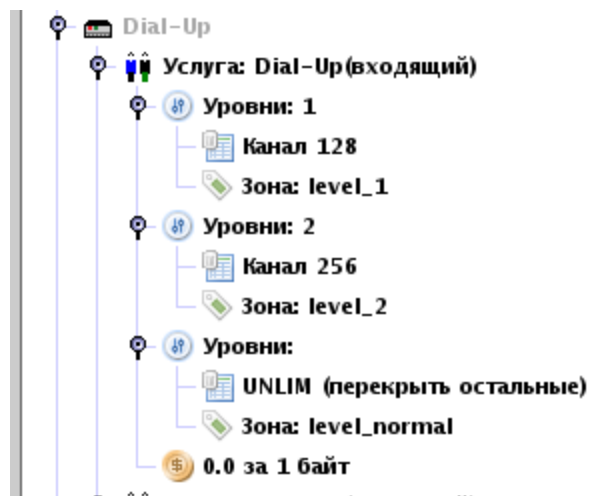 Dial-Up
Услуга: Dial-Up(входящий)
Уровни: 1
Канал 128
Зона: level_1
Уровни: 2
Канал 256
Зона: level_2
Уровни:
UNLIM (перекрыть остальные)
Зона: level_normal
0.0 за 1 байт